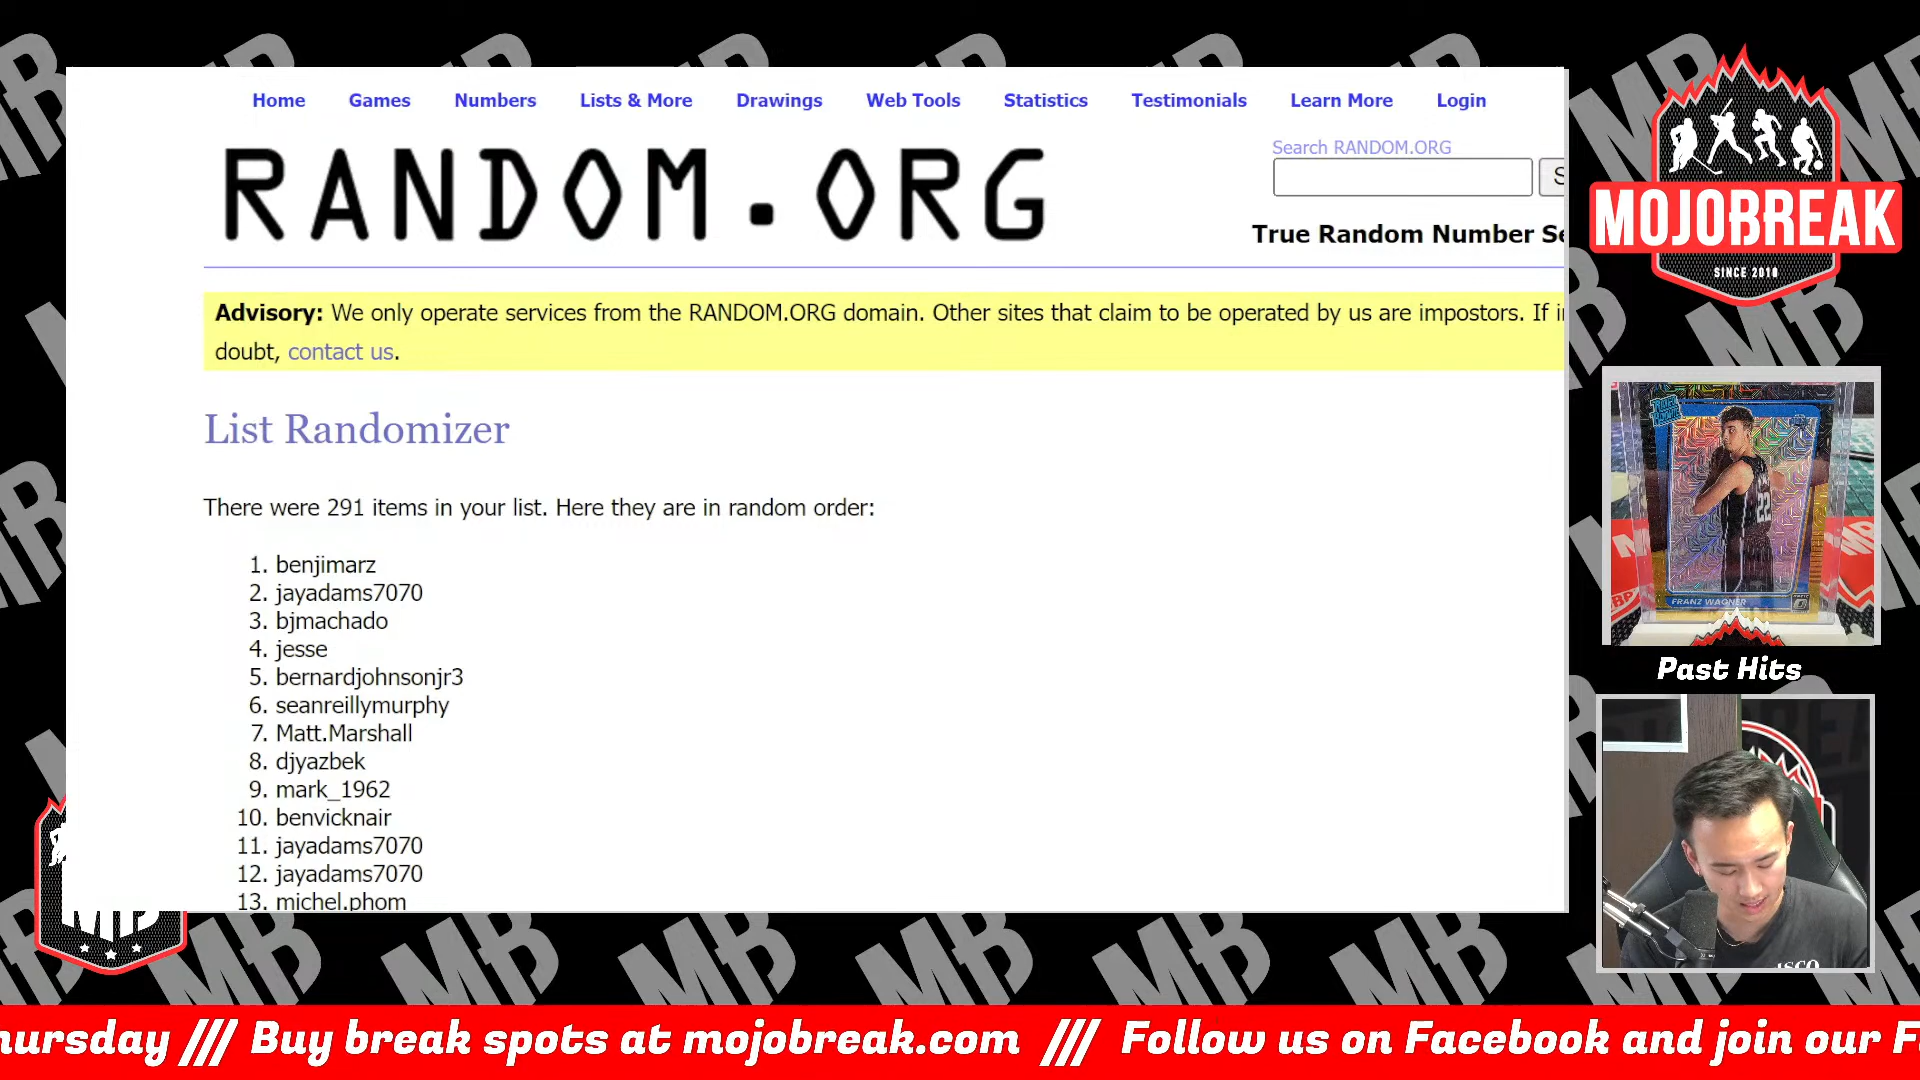 Home Games Numbers Lists & More Drawings Web Tools Statistics Testimonials Learn More Login
RANDOM.ORG
Search RANDOM.ORG
True Random Number Se
Advisory: We only operate services from the RANDOM.ORG domain. Other sites that claim to be operated by us are impostors. If in
doubt, contact us.
List Randomizer
There were 291 items in your list. Here they are in random order:
1. benjimarz
2. jayadams7070
3. bjmachado
4. jesse
5. bernardjohnsonjr3
6. seanreillymurphy
7. Matt.Marshall
8. djyazbek
9. mark_1962
10. benvicknair
11. jayadams7070
12. jayadams7070
13. michel.phom
MOJOBREAK
SINCE 2010
22
FRANZ WAGNER
Past Hits
MB
hursday /// Buy break spots at mojobreak.com /// Follow us on Facebook and join our F